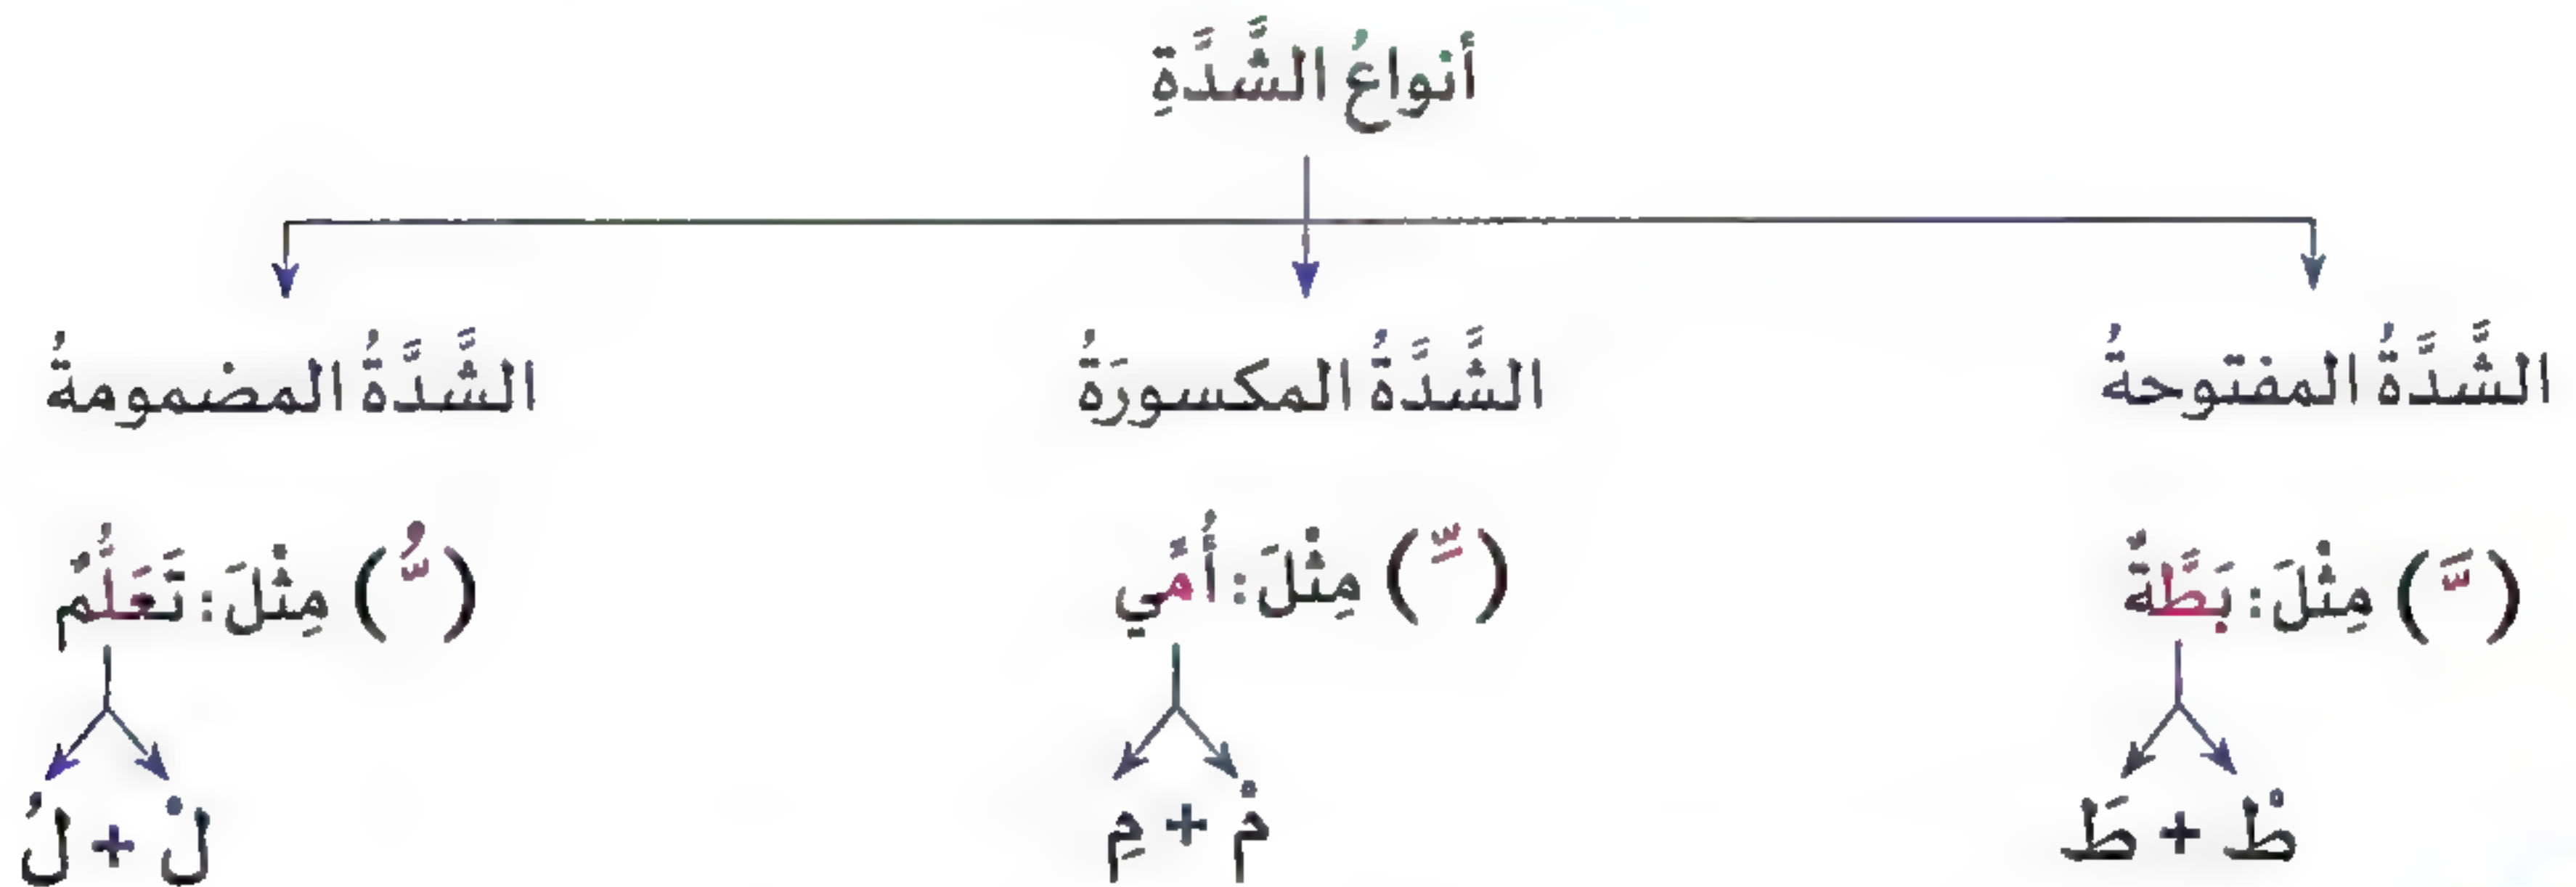 أنواعُ الشَّدَّةِ
الشَّدَّةُ المفتوحةُ
الشَّدَّةُ المكسورَةُ
الشَّدَّةُ المضمومةُ
(ـَّ) مِثْلَ: بَطَّةٌ
(ـِّ) مِثْلَ: أُمِّي
(ـُّ) مِثْلَ: تَعَلُّمٌ
طْ + طَ
مْ + مِ
لْ + لُ